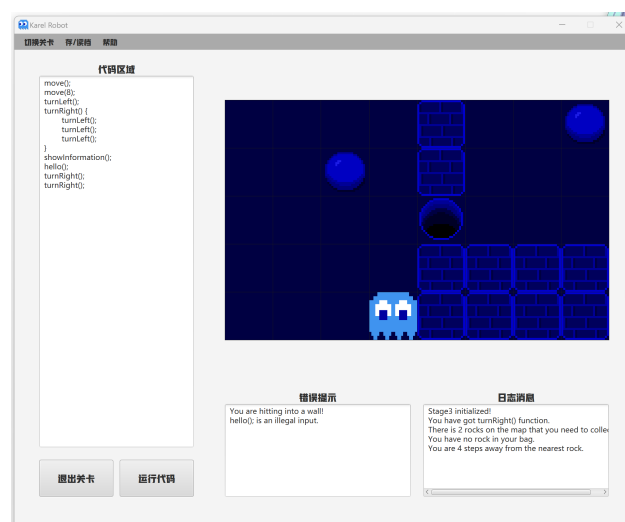 Karel Robot
切换关卡 存/读档 帮助
代码区域
move();
move(8);
turnLeft();
turnRight() {
turnLeft();
turnLeft();
turnLeft();
}
showInformation();
hello();
turnRight();
turnRight();
退出关卡 运行代码
错误提示
You are hitting into a wall!
hello(); is an illegal input.
日志消息
Stage3 initialized!
You have got turnRight() function.
There is 2 rocks on the map that you need to colle
You have no rock in your bag.
You are 4 steps away from the nearest rock.